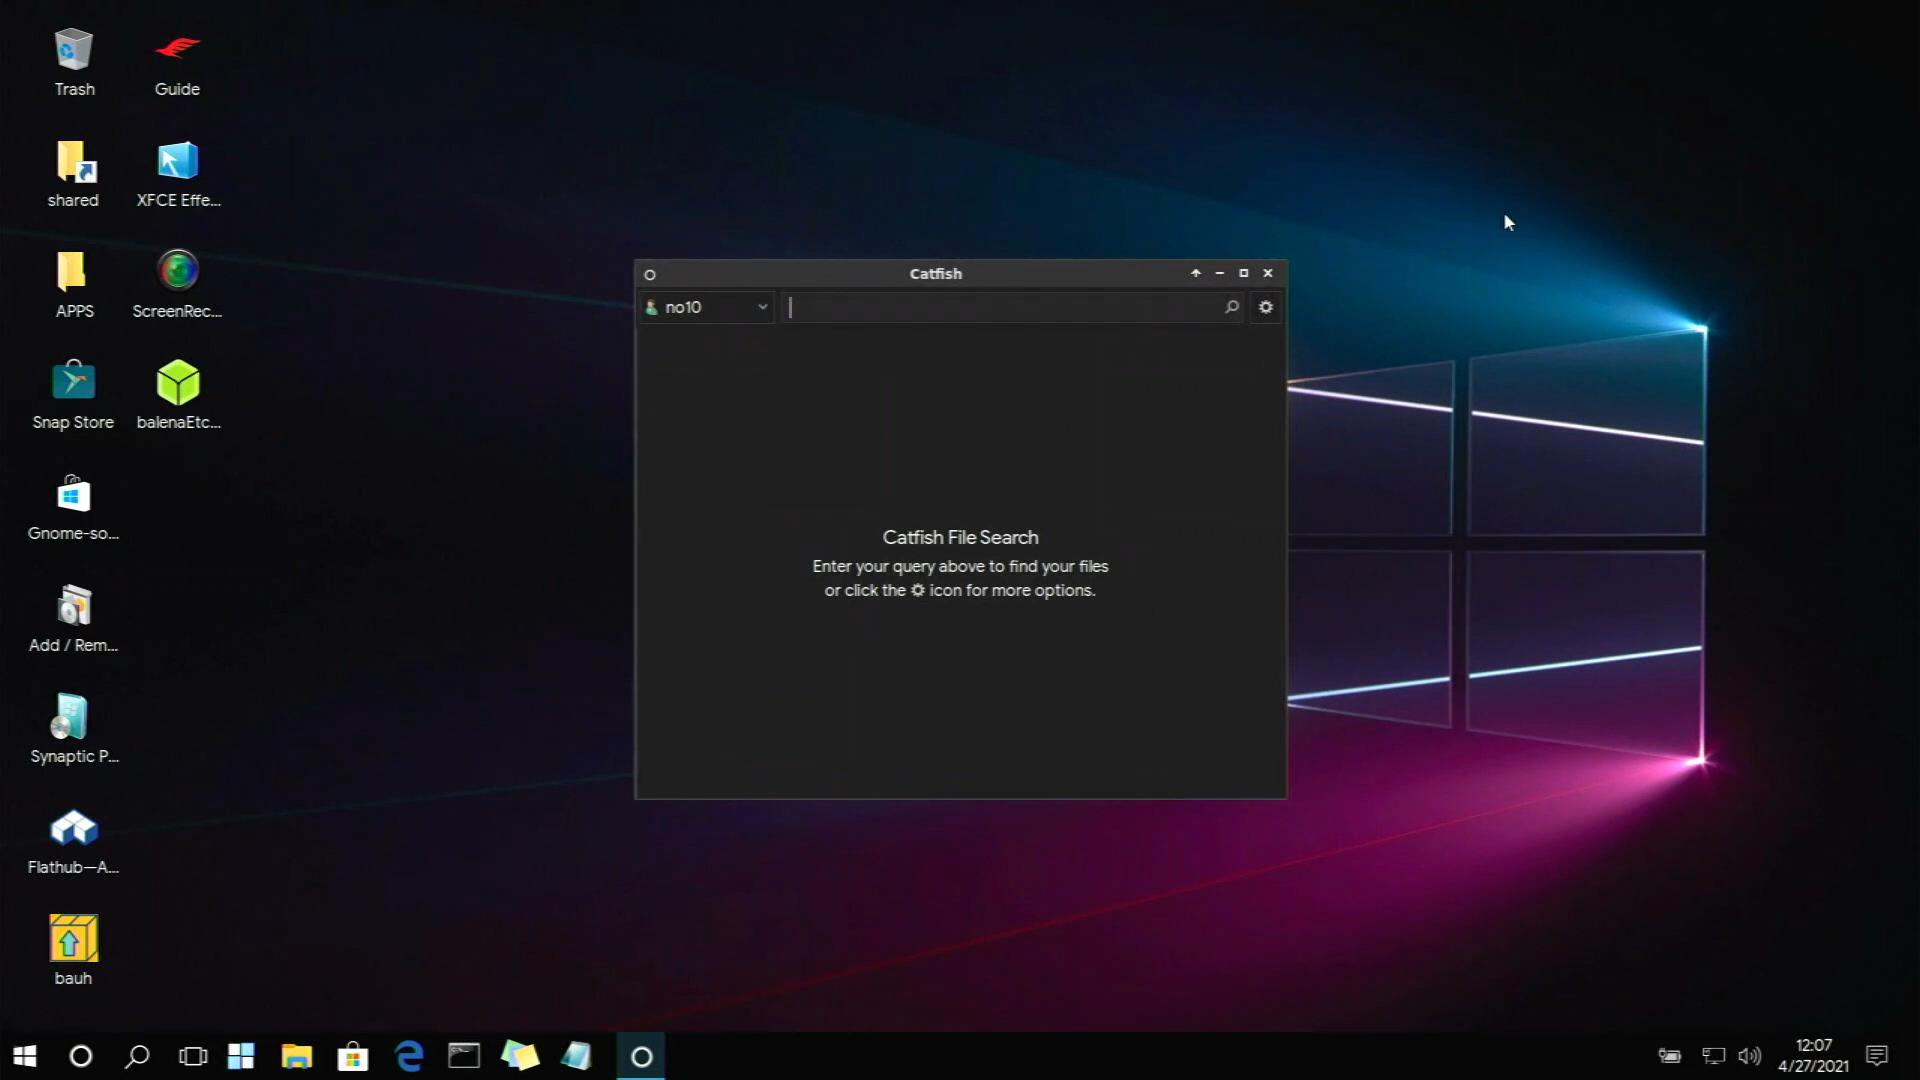 Trash
Guide
shared
XFCE Effe...
APPS
ScreenRec...
Snap Store
balenaEtc...
Gnome-so...
Add / Rem...
Synaptic P...
Flathub—A...
bauh
Catfish
no10
Catfish File Search
Enter your query above to find your files
or click the icon for more options.
12:07
4/27/2021